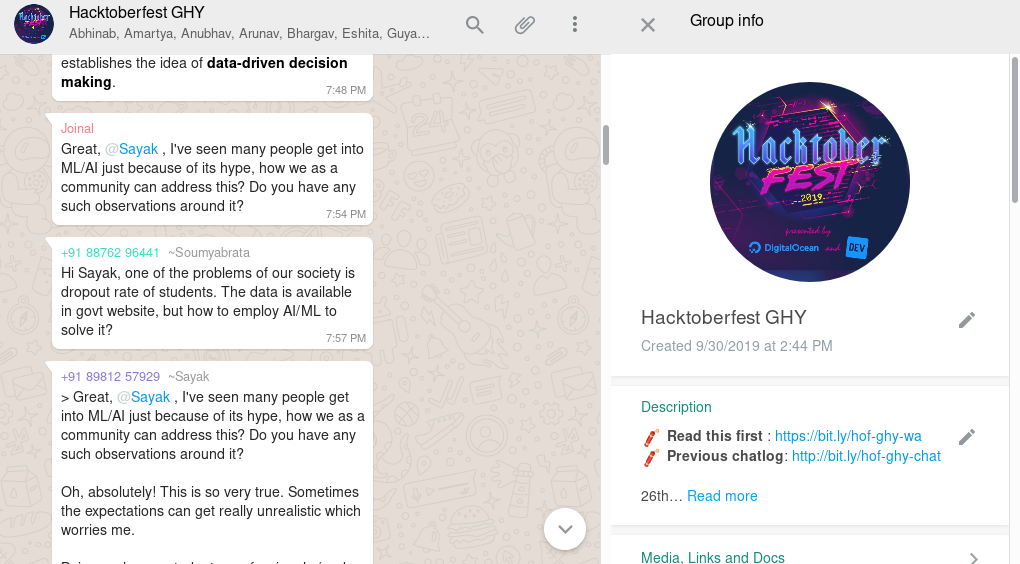 Hacktoberfest GHY
Abhinab, Amartya, Anubhav, Arunav, Bhargav, Eshita, Guya…
establishes the idea of data-driven decision
making.
7:48 PM
Joinal
Great, @Sayak , I've seen many people get into
ML/AI just because of its hype, how we as a
community can address this? Do you have any
such observations around it?
7:54 PM
+91 88762 96441 ~Soumyabrata
Hi Sayak, one of the problems of our society is
dropout rate of students. The data is available
in govt website, but how to employ AI/ML to
solve it?
7:57 PM
+91 89812 57929 ~Sayak
> Great, @Sayak , I've seen many people get
into ML/AI just because of its hype, how we as a
community can address this? Do you have any
such observations around it?
Oh, absolutely! This is so very true. Sometimes
the expectations can get really unrealistic which
worries me.
Group info
Hacktober
FEST
2019
presented by
DigitalOcean and DEV
Hacktoberfest GHY
Created 9/30/2019 at 2:44 PM
Description
Read this first : https://bit.ly/hof-ghy-wa
Previous chatlog: http://bit.ly/hof-ghy-chat
26th… Read more
Media, Links and Docs